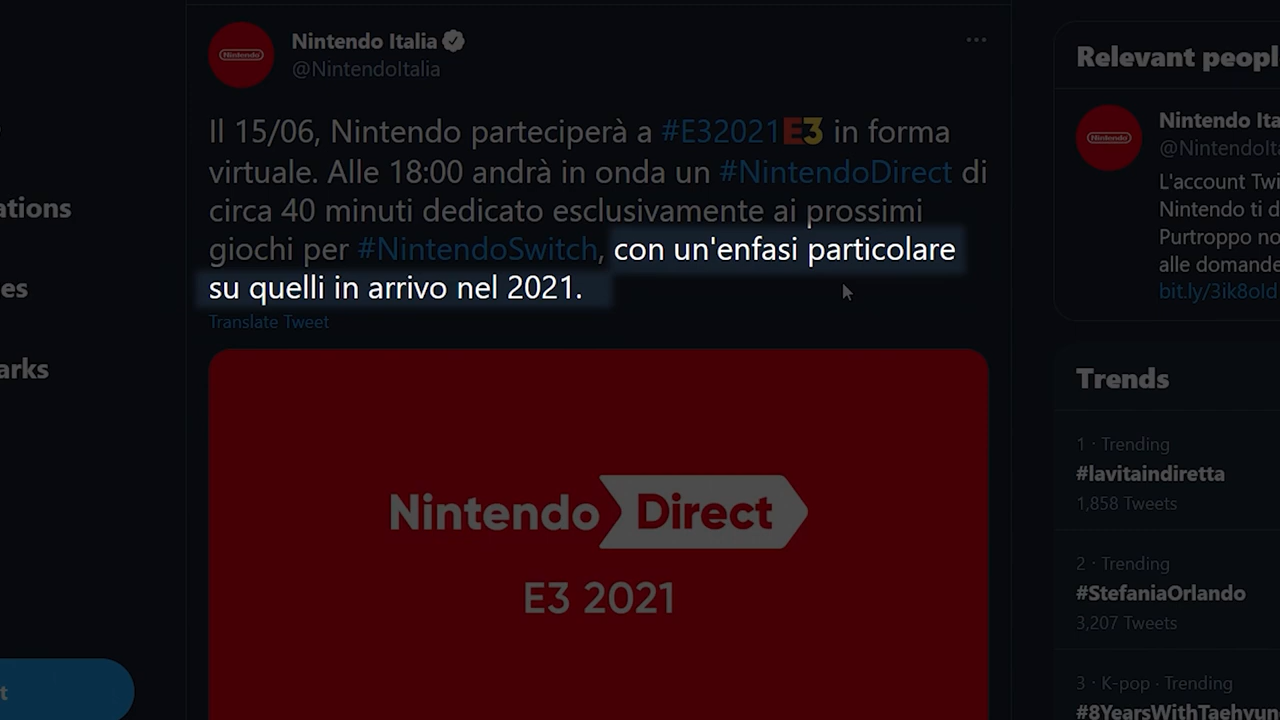 Nintendo Italia
@NintendoItalia
Il 15/06, Nintendo parteciperà a #E32021 E3 in forma
virtuale. Alle 18:00 andrà in onda un #NintendoDirect di
circa 40 minuti dedicato esclusivamente ai prossimi
giochi per #NintendoSwitch, con un'enfasi particolare
su quelli in arrivo nel 2021.
Translate Tweet
Nintendo Direct
E3 2021
ations
es
arks
t
Relevant peopl
Nintendo
Nintendo Ita
@NintendoIt
L'account Twi
Nintendo ti d
Purtroppo no
alle domande
bit.ly/3ik8old
Trends
1 · Trending
#lavitaindiretta
1,858 Tweets
2 · Trending
#StefaniaOrlando
3,207 Tweets
3 · K-pop · Trending
#8YearsWithTaehyun